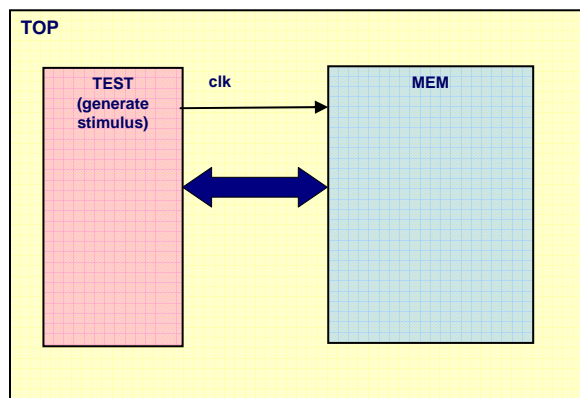 TOP
TEST
(generate
stimulus)
clk
MEM